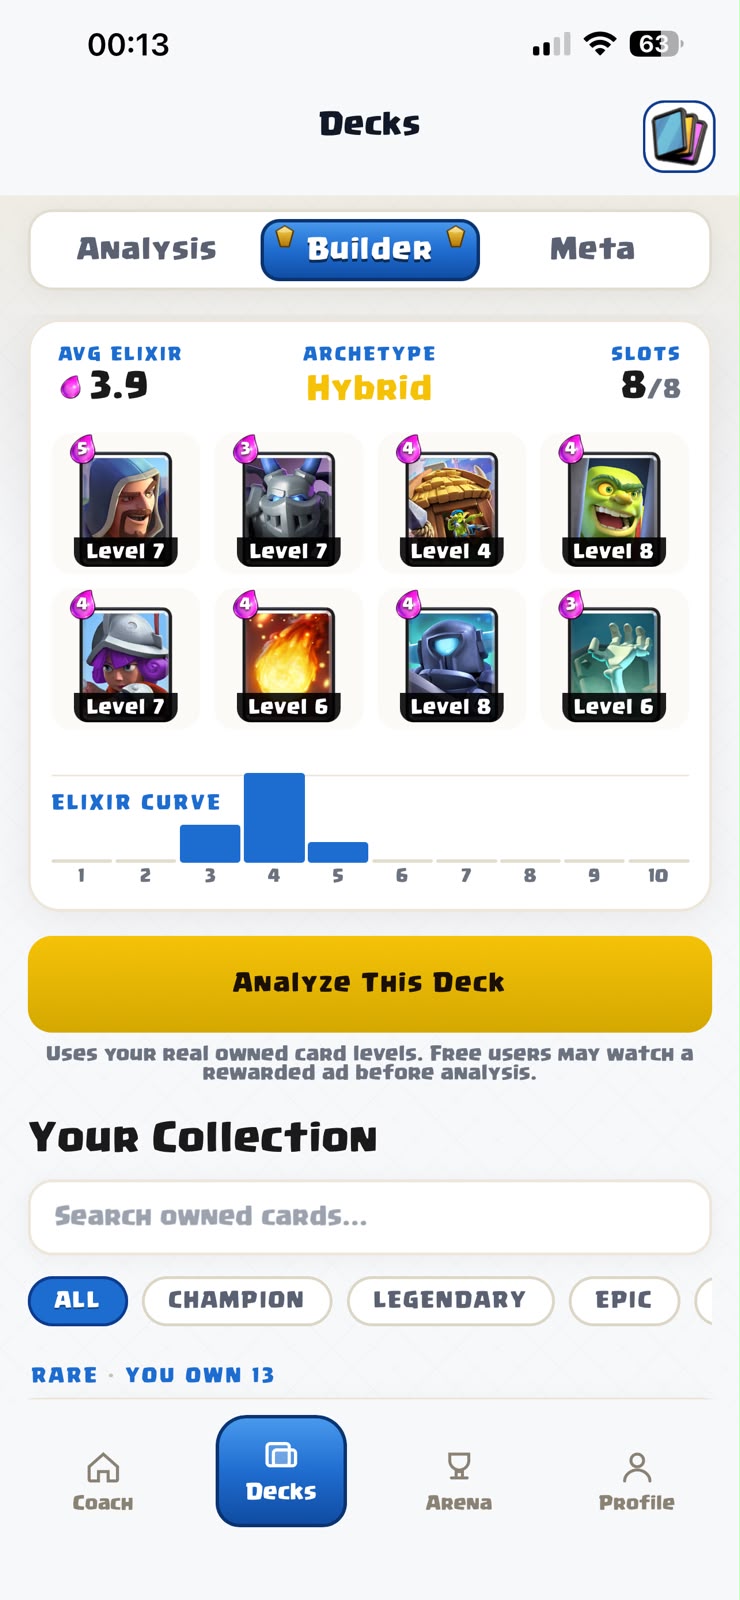 00:13
63
Decks
Analysis
Builder
Meta
AVG ELIXIR
ARCHETYPE
SLOTS
3.9
Hybrid
8/8
5
3
4
4
Level 7
Level 7
Level 4
Level 8
4
4
4
3
Level 7
Level 6
Level 8
Level 6
ELIXIR CURVE
1 2 3 4 5 6 7 8 9 10
Analyze This Deck
Uses your real owned card levels. Free users may watch a
rewarded ad before analysis.
Your Collection
Search owned cards...
ALL
CHAMPION
LEGENDARY
EPIC
RARE · YOU OWN 13
Coach
Decks
Arena
Profile